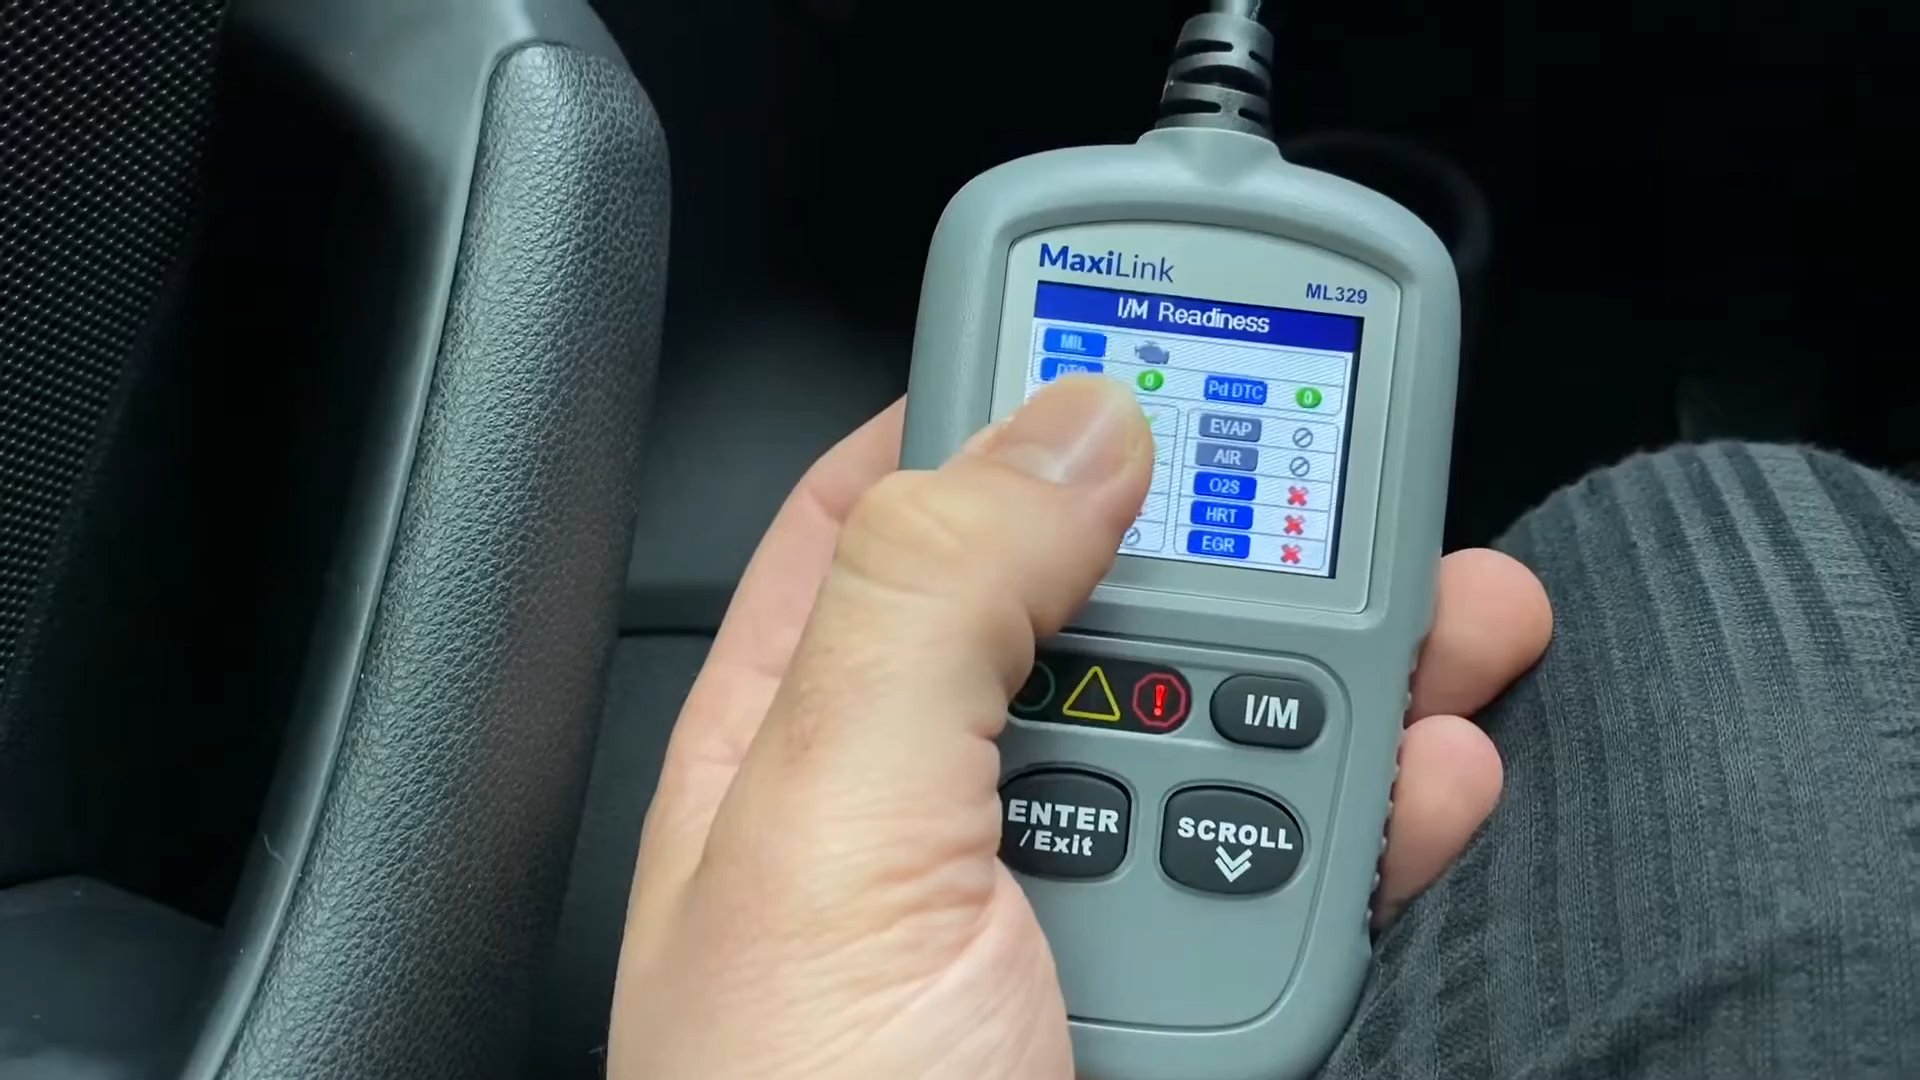 MaxiLink
ML329
I/M Readiness
MIL
0
Pd DTC
0
EVAP
AIR
O2S
HRT
EGR
I/M
ENTER
/Exit
SCROLL